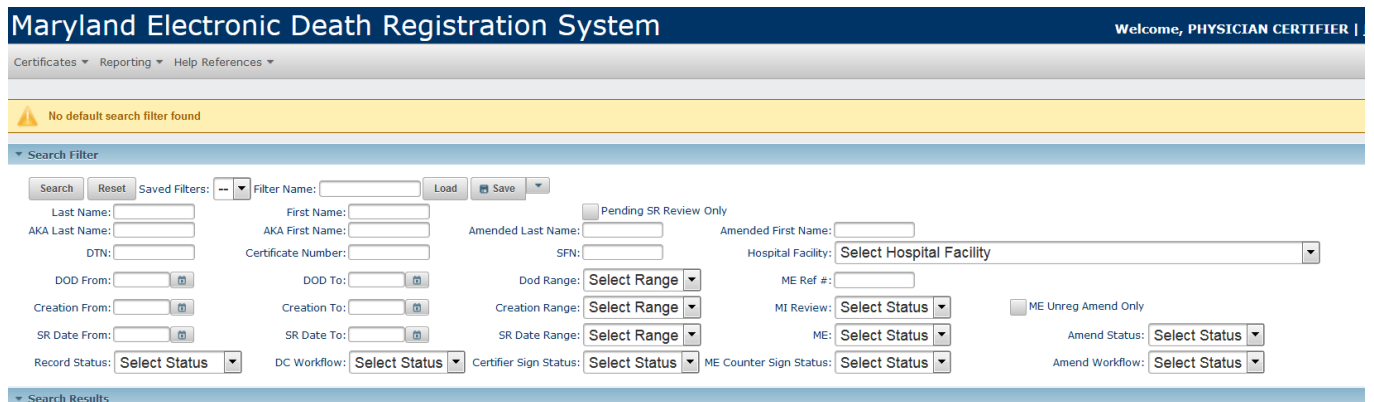 Maryland Electronic Death Registration System
Welcome, PHYSICIAN CERTIFIER |
Certificates Reporting Help References
No default search filter found
Search Filter
Search Reset Saved Filters: -- Filter Name: Load Save
Last Name: First Name: Pending SR Review Only
AKA Last Name: AKA First Name: Amended Last Name: Amended First Name:
DTN: Certificate Number: SFN: Hospital Facility: Select Hospital Facility
DOD From: DOD To: Dod Range: Select Range ME Ref #:
Creation From: Creation To: Creation Range: Select Range MI Review: Select Status ME Unreg Amend Only
SR Date From: SR Date To: SR Date Range: Select Range ME: Select Status Amend Status: Select Status
Record Status: Select Status DC Workflow: Select Status Certifier Sign Status: Select Status ME Counter Sign Status: Select Status Amend Workflow: Select Status
Search Results